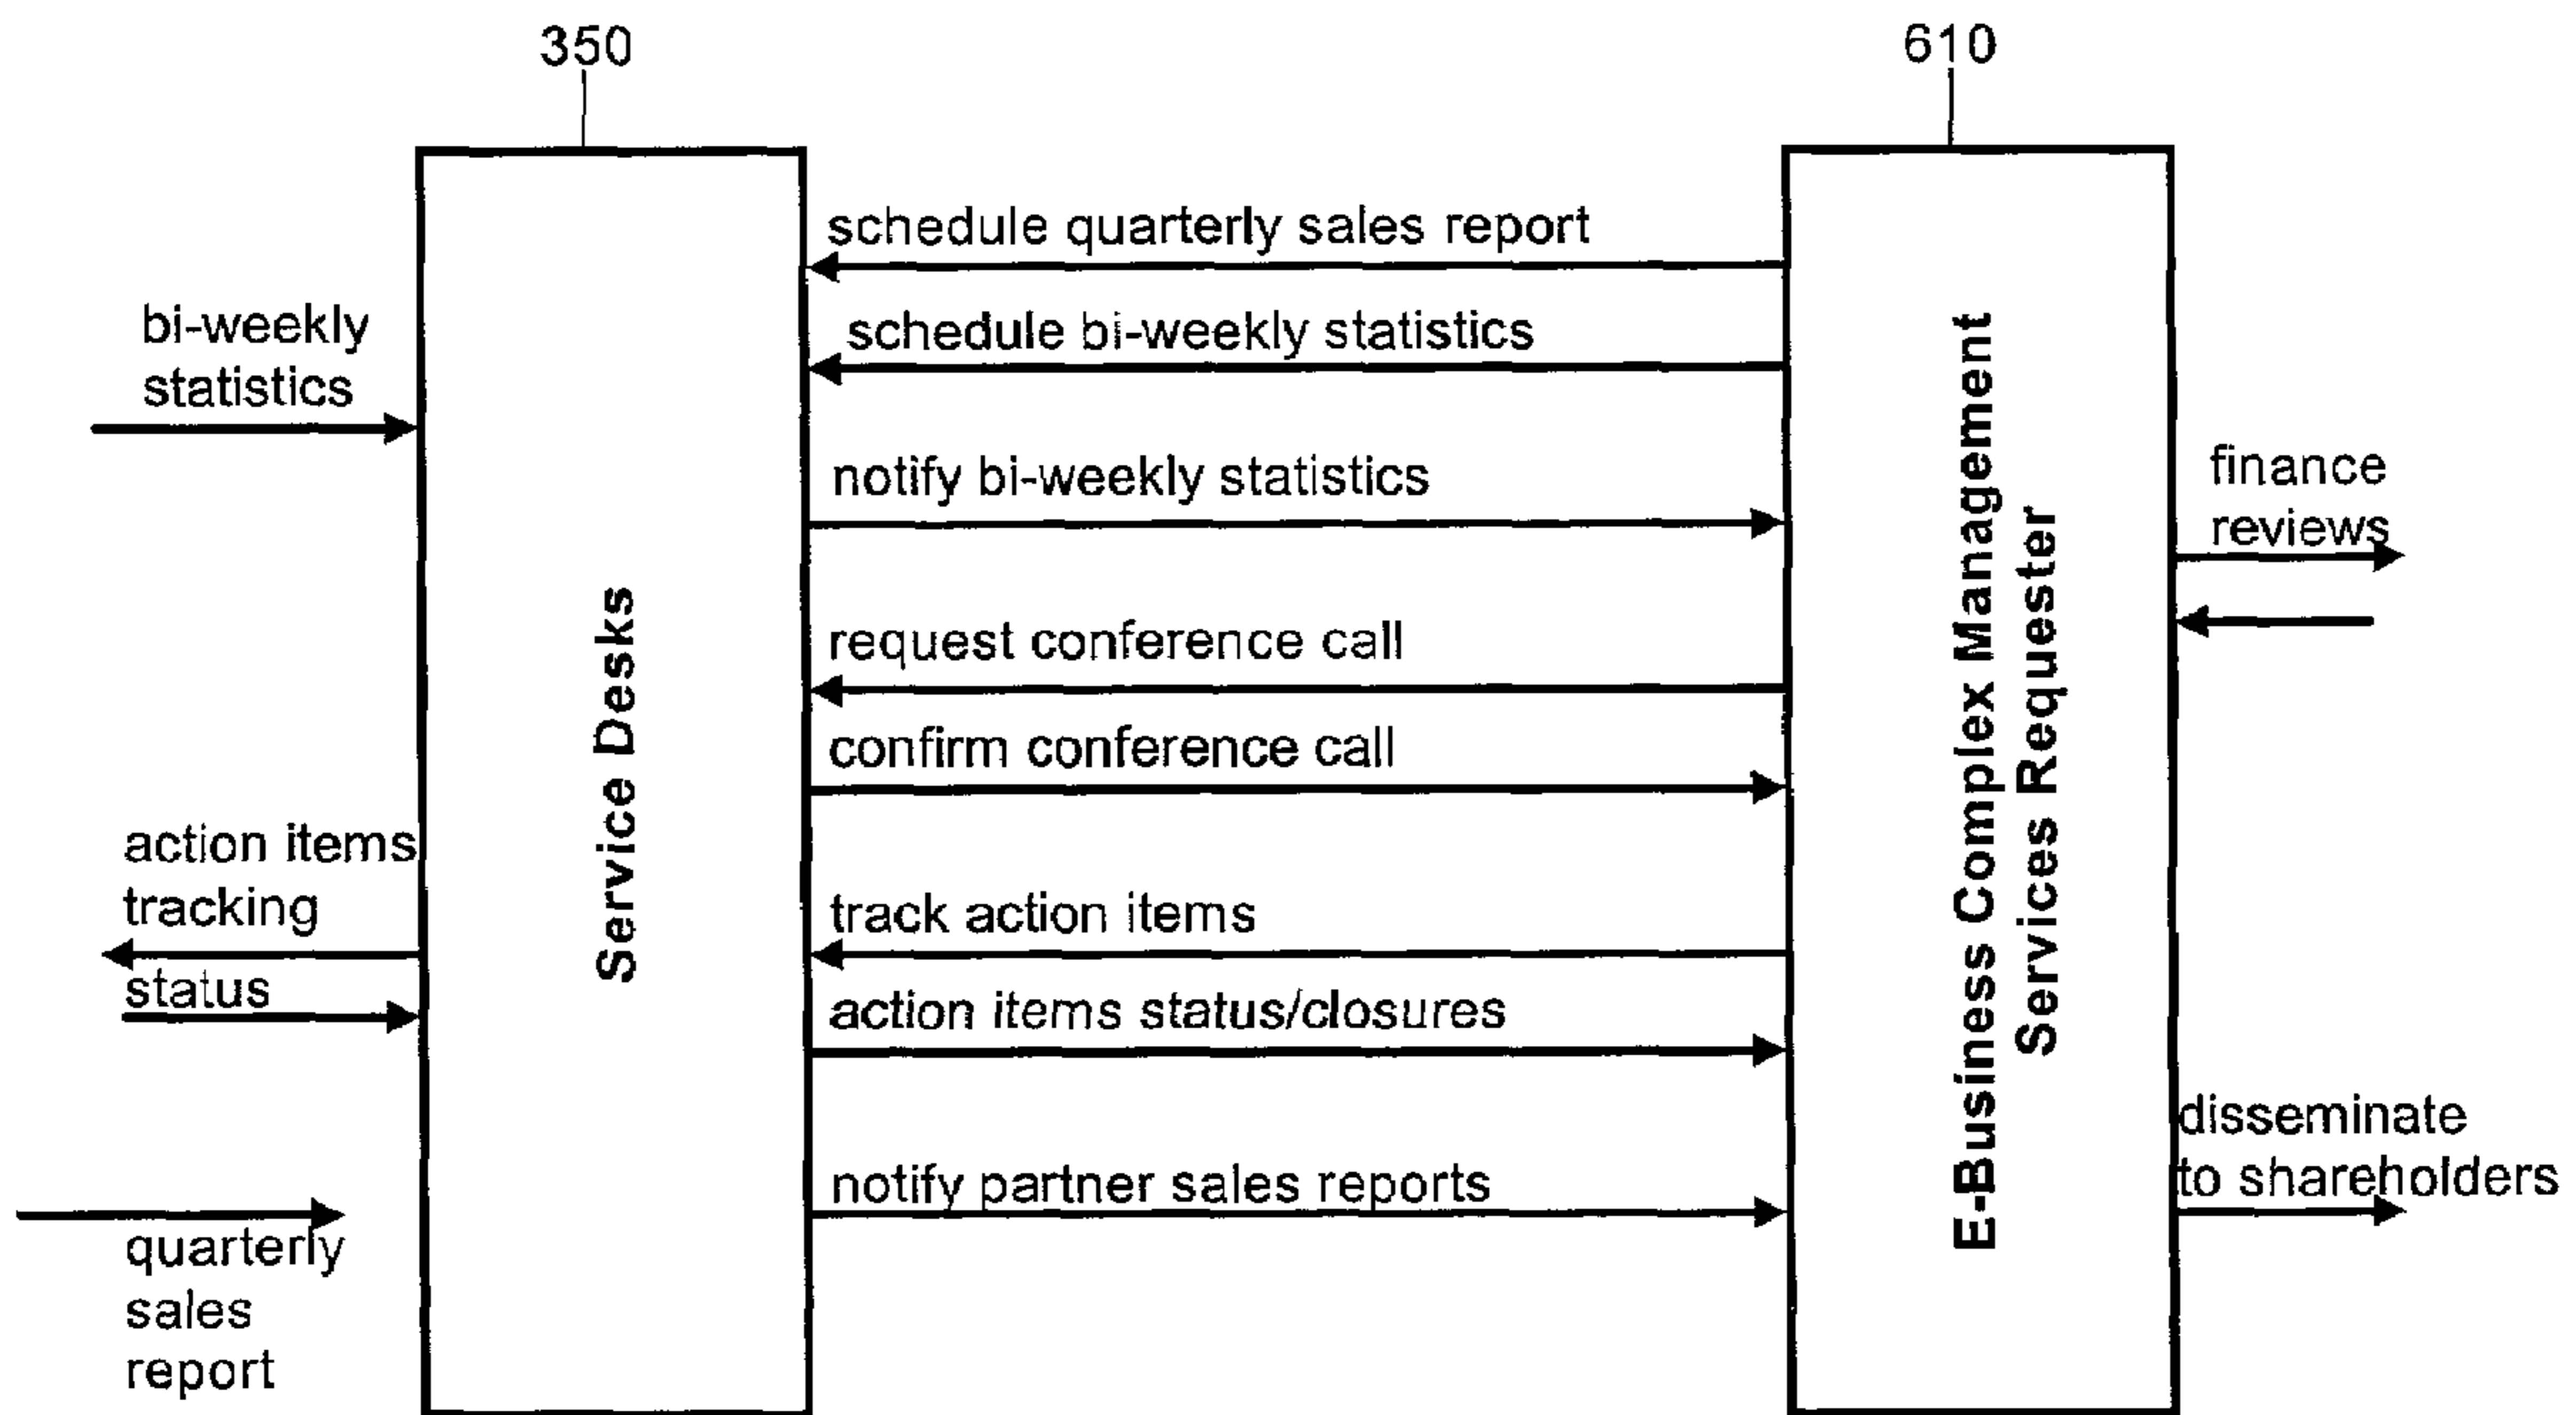 350
610
schedule quarterly sales report
schedule bi-weekly statistics
bi-weekly
statistics
notify bi-weekly statistics
finance
reviews
request conference call
confirm conference call
Service Desks
E-Business Complex Management
Services Requester
action items
tracking
status
track action items
action items status/closures
disseminate
to shareholders
notify partner sales reports
quarterly
sales
report